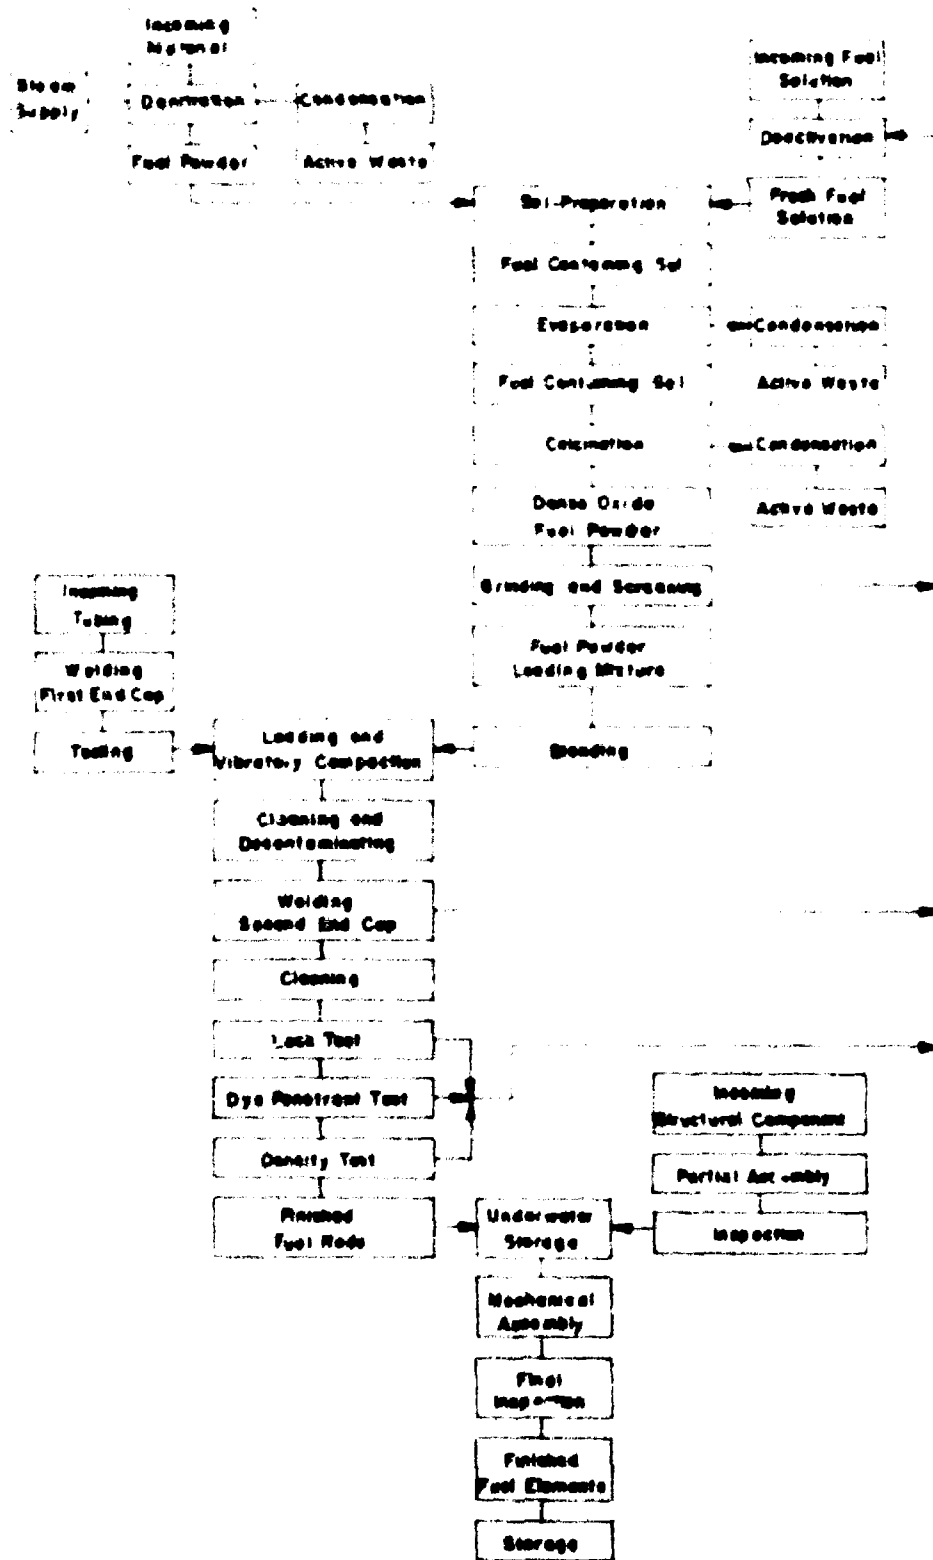 Incoming
Material
Steam
Supply
Denitration
Condensation
Fuel Powder
Active Waste
Incoming Fuel
Solution
Deactivation
Fresh Fuel
Solution
Sol-Preparation
Fuel Containing Sol
Evaporation
Condensation
Fuel Containing Sol
Active Waste
Calcination
Condensation
Dense Oxide
Fuel Powder
Active Waste
Grinding and Screening
Fuel Powder
Loading Mixture
Blending
Incoming
Tubing
Welding
First End Cap
Testing
Loading and
Vibratory Compaction
Cleaning and
Decontaminating
Welding
Second End Cap
Cleaning
Leak Test
Dye Penetrant Test
Density Test
Finished
Fuel Rods
Incoming
Structural Component
Partial Assembly
Inspection
Underwater
Storage
Mechanical
Assembly
Final
Inspection
Finished
Fuel Elements
Storage